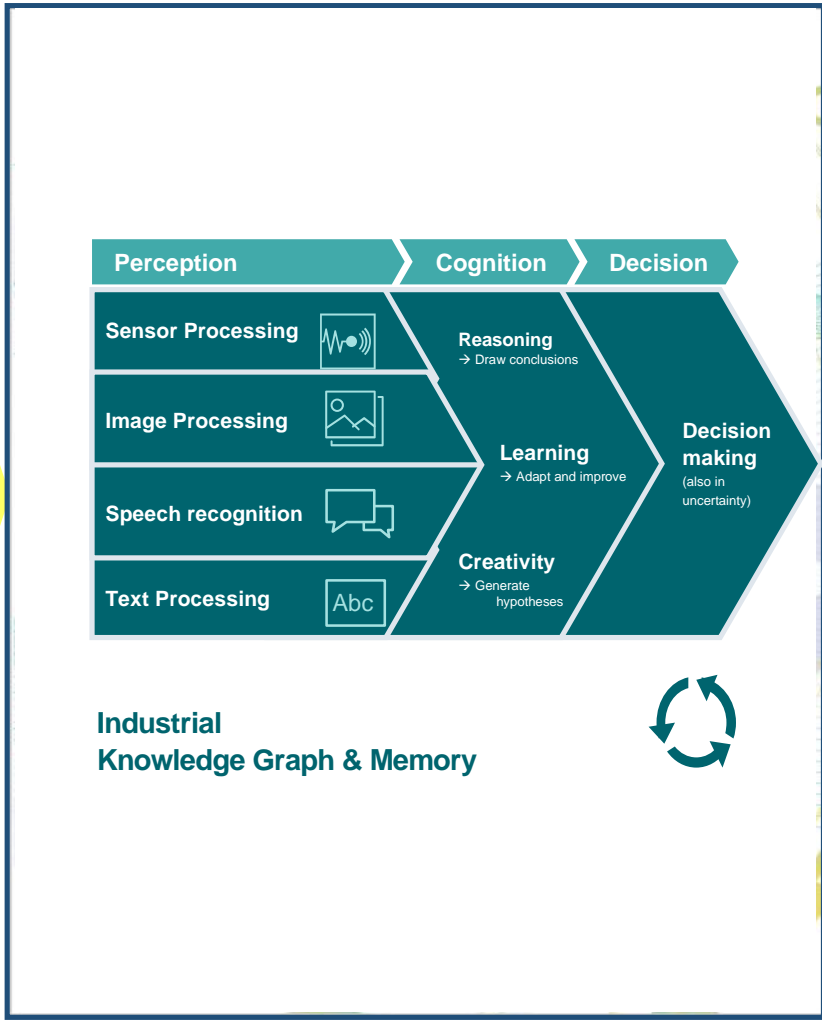 Perception
Cognition
Decision
Sensor Processing
Image Processing
Speech recognition
Text Processing
Abc
Reasoning
→ Draw conclusions
Learning
→ Adapt and improve
Creativity
→ Generate
hypotheses
Decision
making
(also in
uncertainty)
Industrial
Knowledge Graph & Memory